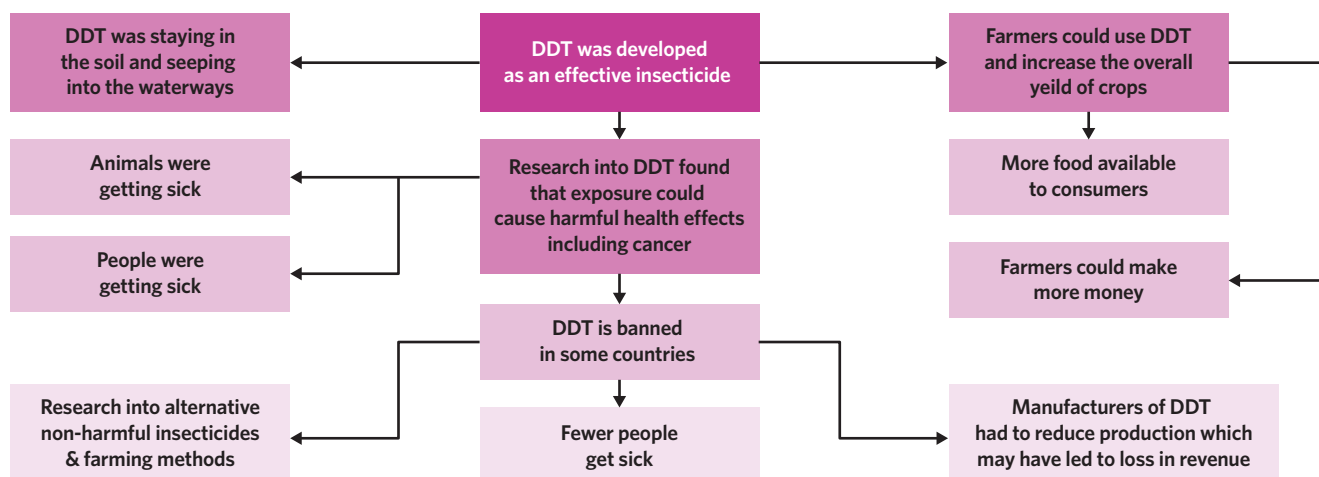 DDT was staying in
the soil and seeping
into the waterways
DDT was developed
as an effective insecticide
Farmers could use DDT
and increase the overall
yeild of crops
Animals were
getting sick
Research into DDT found
that exposure could
cause harmful health effects
including cancer
More food available
to consumers
People were
getting sick
Farmers could make
more money
DDT is banned
in some countries
Research into alternative
non-harmful insecticides
& farming methods
Fewer people
get sick
Manufacturers of DDT
had to reduce production which
may have led to loss in revenue